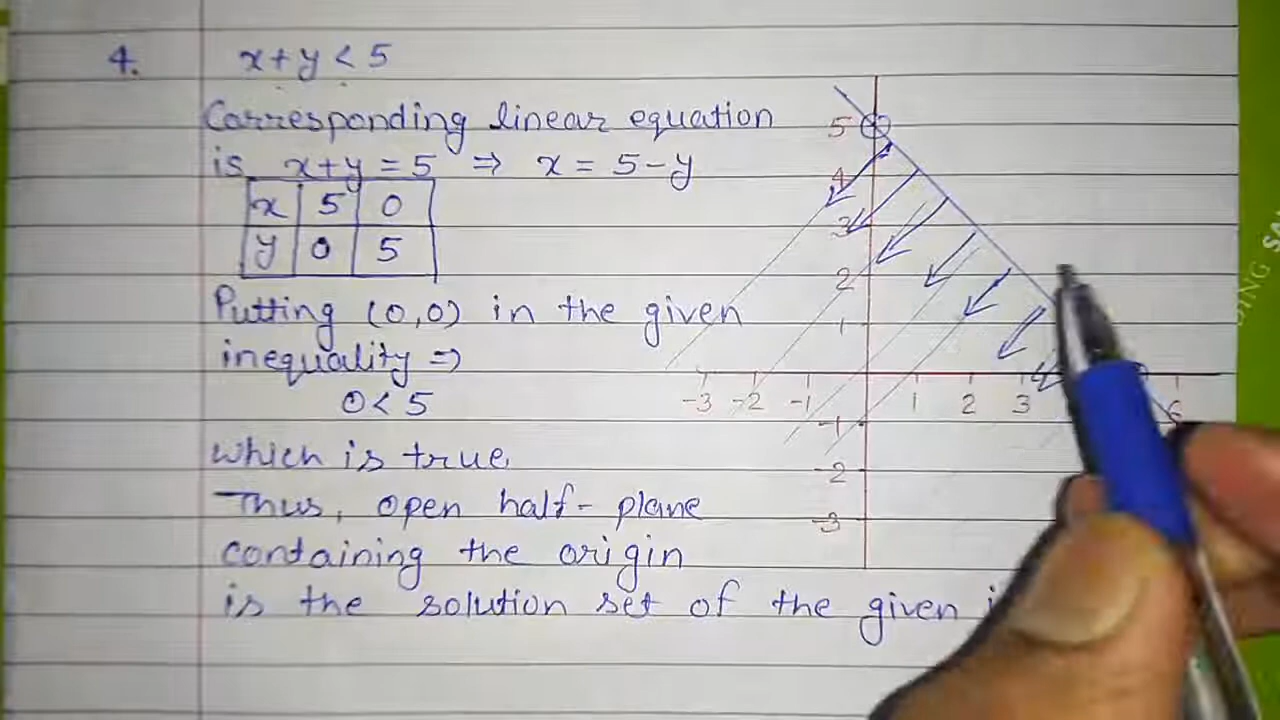 4. x+y < 5
Corresponding linear equation
is x+y = 5 ⇒ x = 5-y
x 5 0
y 0 5
Putting (0,0) in the given
inequality ⇒
0 < 5
which is true
Thus, open half-plane
containing the origin
is the solution set of the given
5
4
3
2
1
-3 -2 -1 1 2 3 6
-1
-2
-3